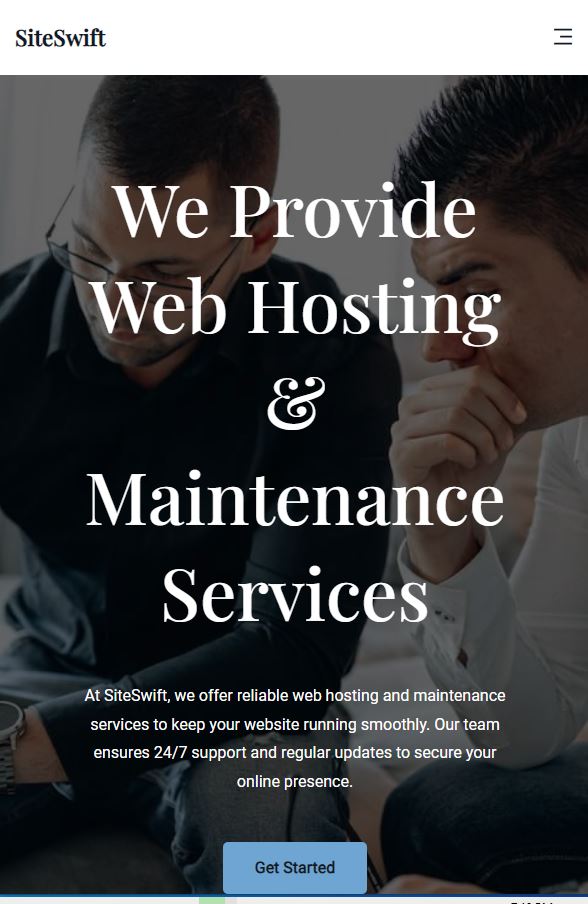 SiteSwift
We Provide
Web Hosting
&
Maintenance
Services
At SiteSwift, we offer reliable web hosting and maintenance
services to keep your website running smoothly. Our team
ensures 24/7 support and regular updates to secure your
online presence.
Get Started